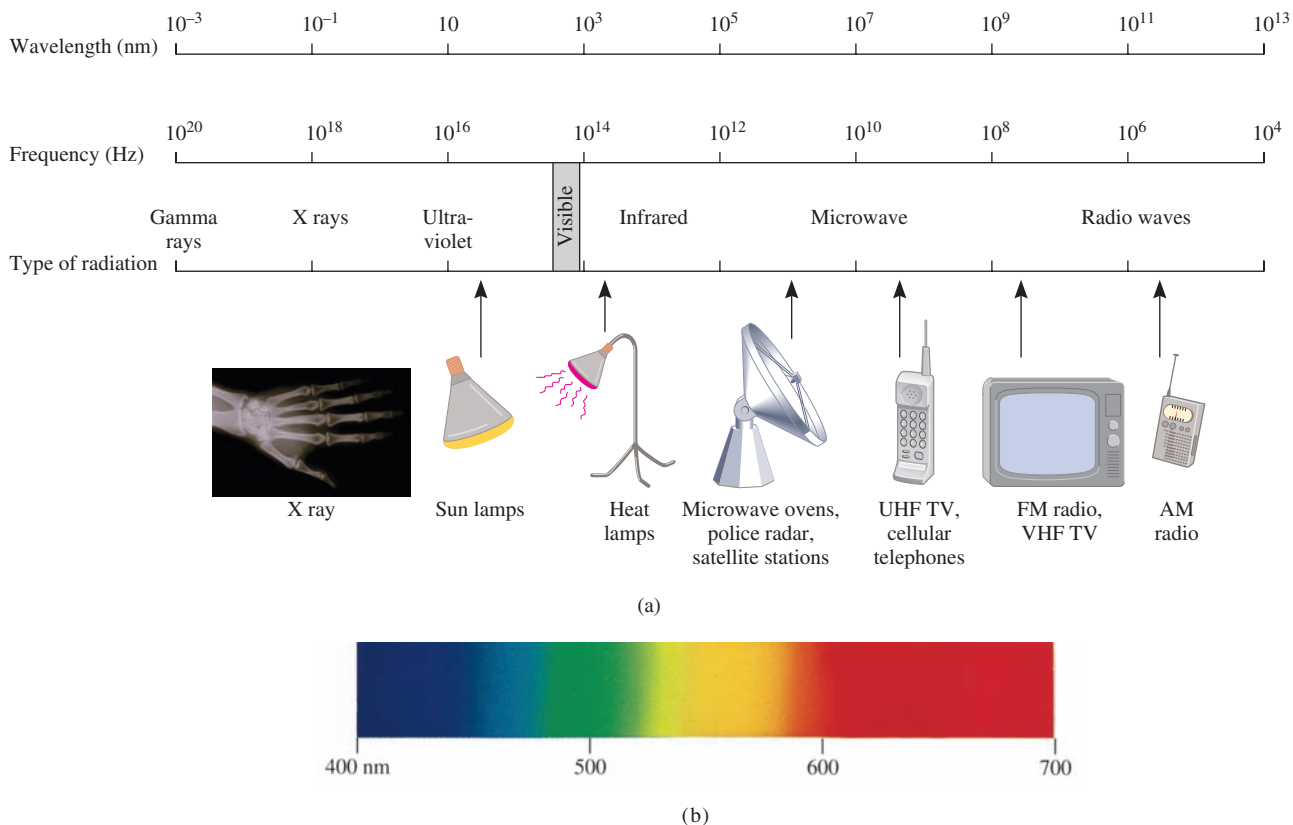 10⁻³ 10⁻¹ 10 10³ 10⁵ 10⁷ 10⁹ 10¹¹ 10¹³
Wavelength (nm)
10²⁰ 10¹⁸ 10¹⁶ 10¹⁴ 10¹² 10¹⁰ 10⁸ 10⁶ 10⁴
Frequency (Hz)
Gamma X rays Ultra- Visible Infrared Microwave Radio waves
rays violet
Type of radiation
X ray Sun lamps Heat Microwave ovens, UHF TV, FM radio, AM
lamps police radar, cellular VHF TV radio
satellite stations telephones
(a)
400 nm 500 600 700
(b)